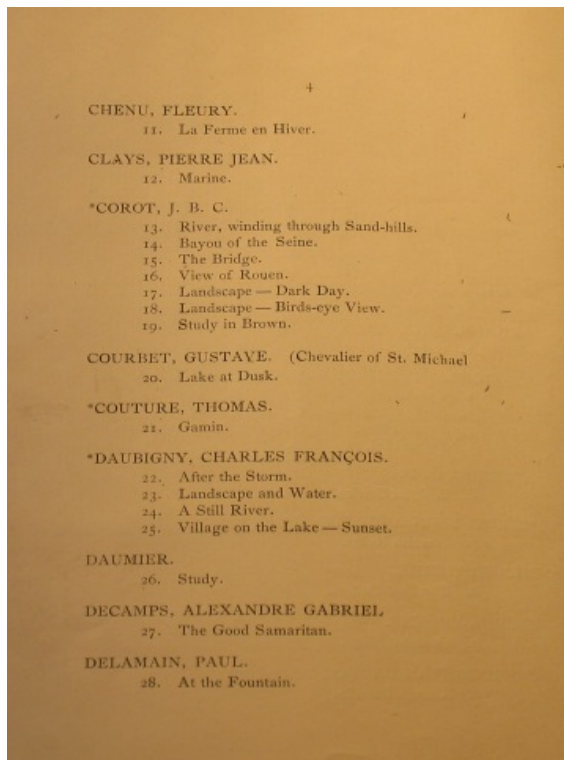 4
CHENU, FLEURY.
11. La Ferme en Hiver.
CLAYS, PIERRE JEAN.
12. Marine.
*COROT, J. B. C.
13. River, winding through Sand-hills.
14. Bayou of the Seine.
15. The Bridge.
16. View of Rouen.
17. Landscape — Dark Day.
18. Landscape — Birds-eye View.
19. Study in Brown.
COURBET, GUSTAVE. (Chevalier of St. Michael
20. Lake at Dusk.
*COUTURE, THOMAS.
21. Gamin.
*DAUBIGNY, CHARLES FRANÇOIS.
22. After the Storm.
23. Landscape and Water.
24. A Still River.
25. Village on the Lake — Sunset.
DAUMIER.
26. Study.
DECAMPS, ALEXANDRE GABRIEL
27. The Good Samaritan.
DELAMAIN, PAUL.
28. At the Fountain.